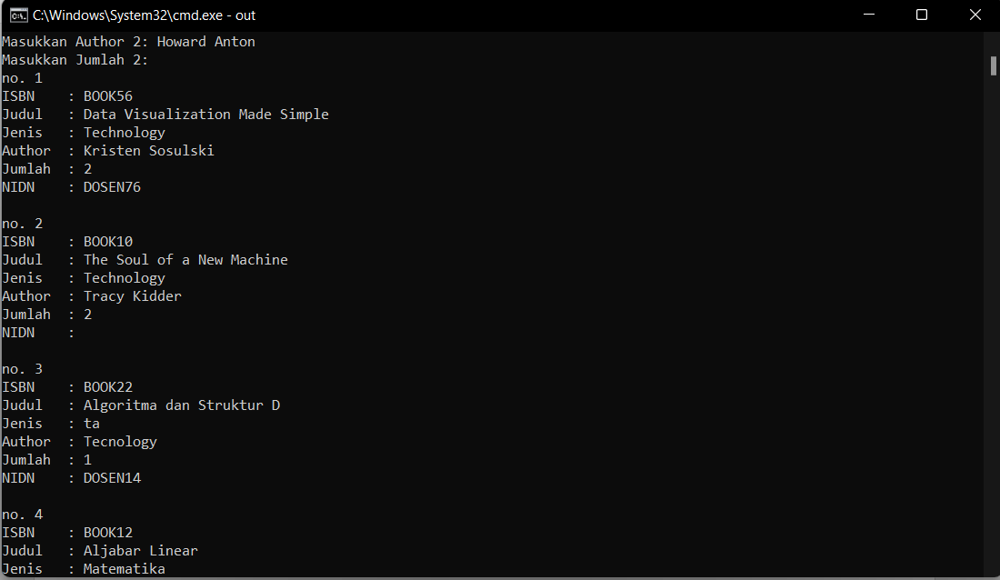 C:\Windows\System32\cmd.exe - out
Masukkan Author 2: Howard Anton
Masukkan Jumlah 2:
no. 1
ISBN    : BOOK56
Judul   : Data Visualization Made Simple
Jenis   : Technology
Author  : Kristen Sosulski
Jumlah  : 2
NIDN    : DOSEN76
no. 2
ISBN    : BOOK10
Judul   : The Soul of a New Machine
Jenis   : Technology
Author  : Tracy Kidder
Jumlah  : 2
NIDN    :
no. 3
ISBN    : BOOK22
Judul   : Algoritma dan Struktur D
Jenis   : ta
Author  : Tecnology
Jumlah  : 1
NIDN    : DOSEN14
no. 4
ISBN    : BOOK12
Judul   : Aljabar Linear
Jenis   : Matematika